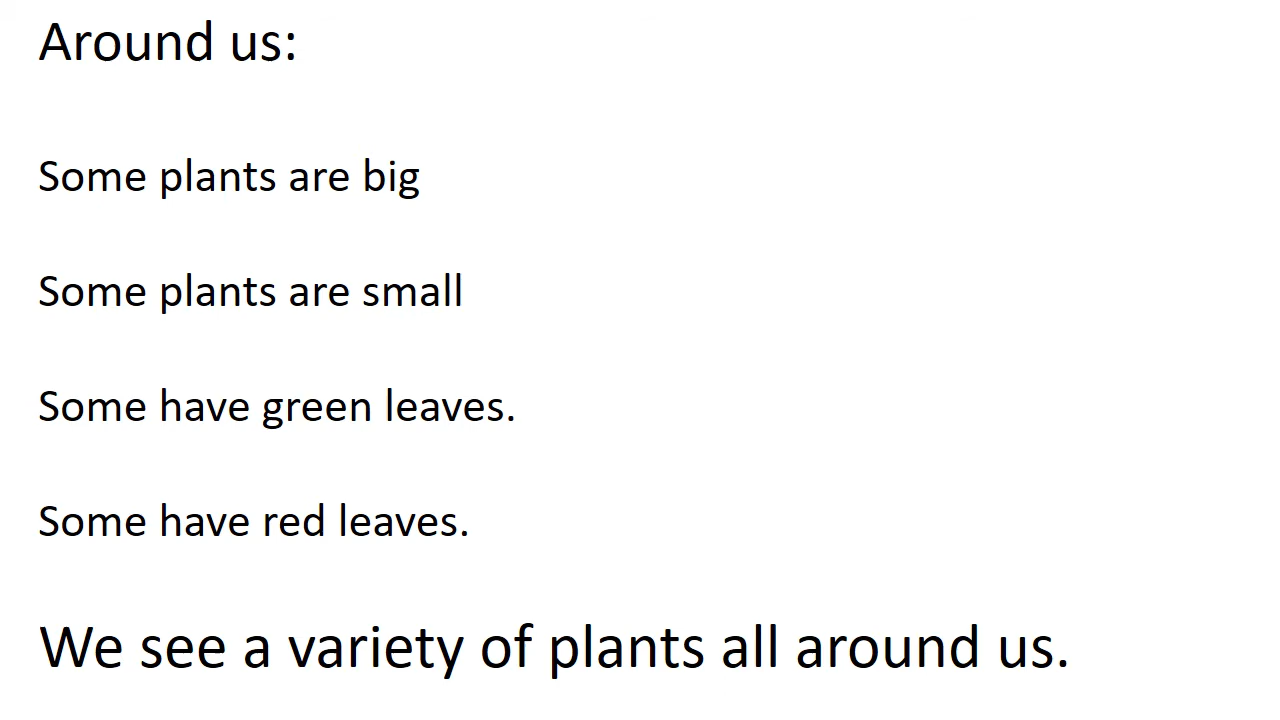 Around us:
Some plants are big
Some plants are small
Some have green leaves.
Some have red leaves.
We see a variety of plants all around us.